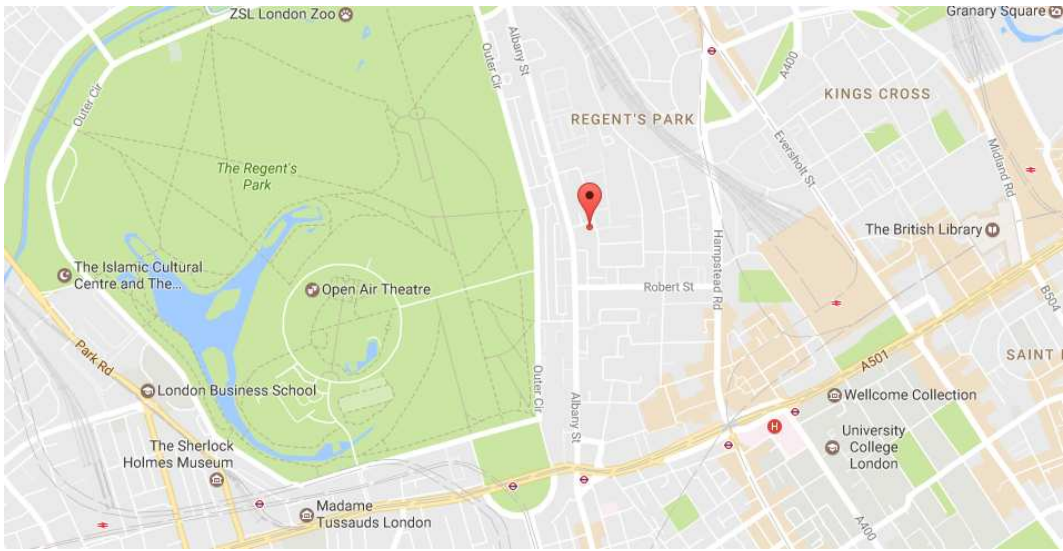 ZSL London Zoo
Granary Square
Outer Cir
Albany St
A400
Outer Cir
KINGS CROSS
REGENT'S PARK
Eversholt St
Midland Rd
The Regent's
Park
The British Library
Hampstead Rd
The Islamic Cultural
Centre and The...
Open Air Theatre
Robert St
B504
Park Rd
A501
SAINT
London Business School
Outer Cir
Albany St
Wellcome Collection
H
University
College
London
The Sherlock
Holmes Museum
Madame
Tussauds London
A400